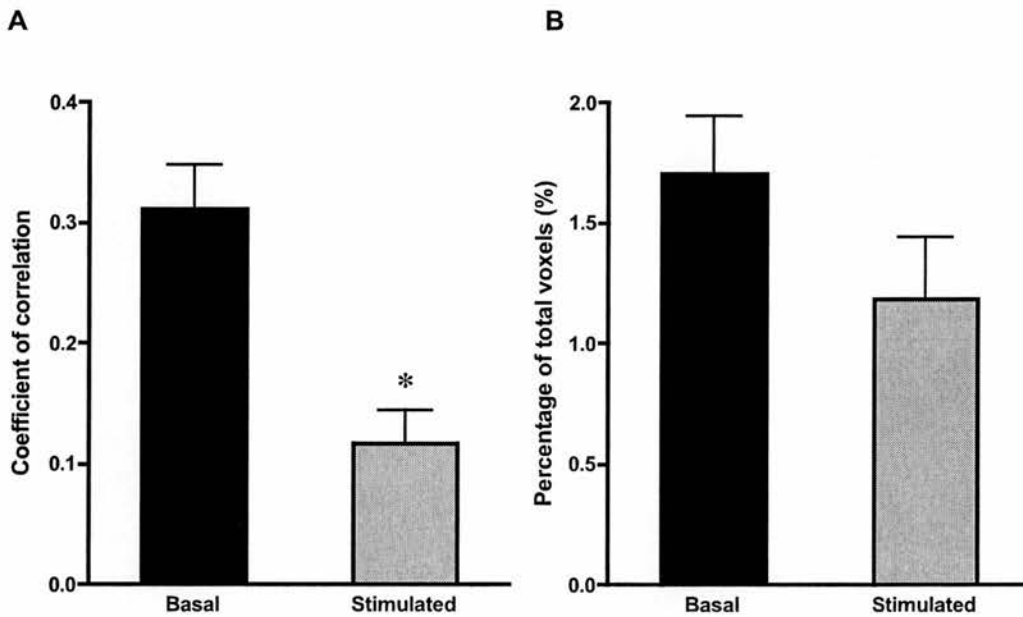 A
Coefficient of correlation
0.4
0.3
0.2
0.1
0.0
*
Basal
Stimulated
B
Percentage of total voxels (%)
2.0
1.5
1.0
0.5
0.0
Basal
Stimulated